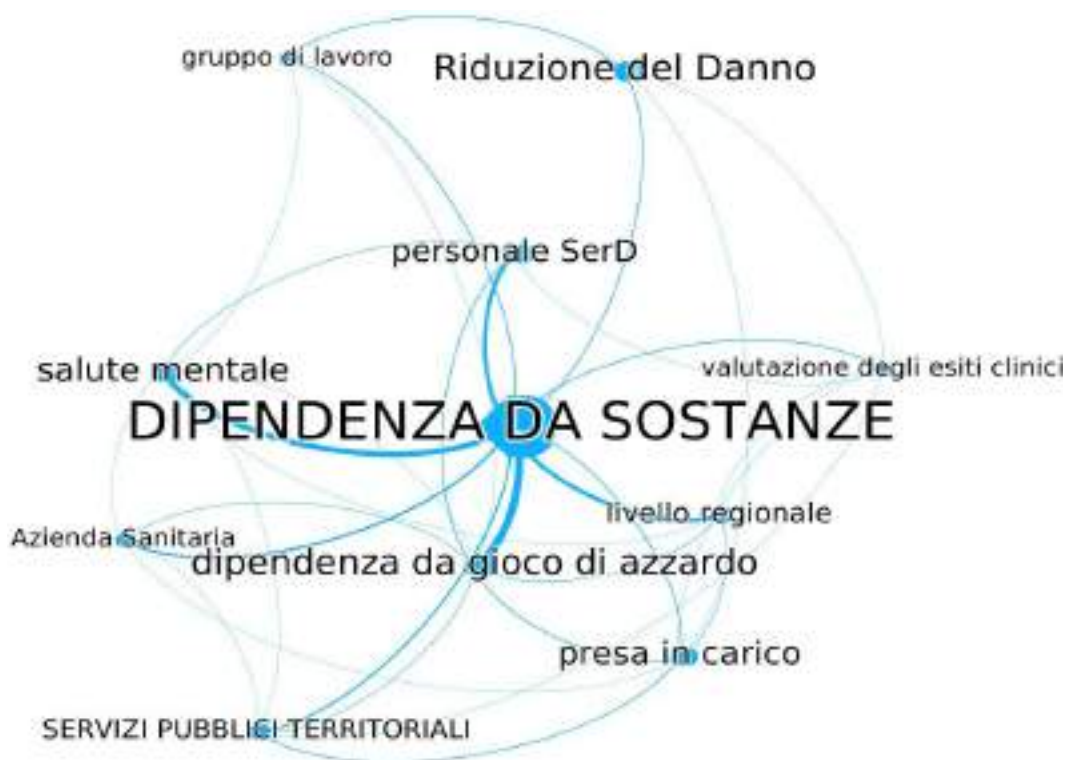 gruppo di lavoro
Riduzione del Danno
personale SerD
salute mentale
valutazione degli esiti clinici
DIPENDENZA DA SOSTANZE
livello regionale
Azienda Sanitaria
dipendenza da gioco di azzardo
presa in carico
SERVIZI PUBBLICI TERRITORIALI